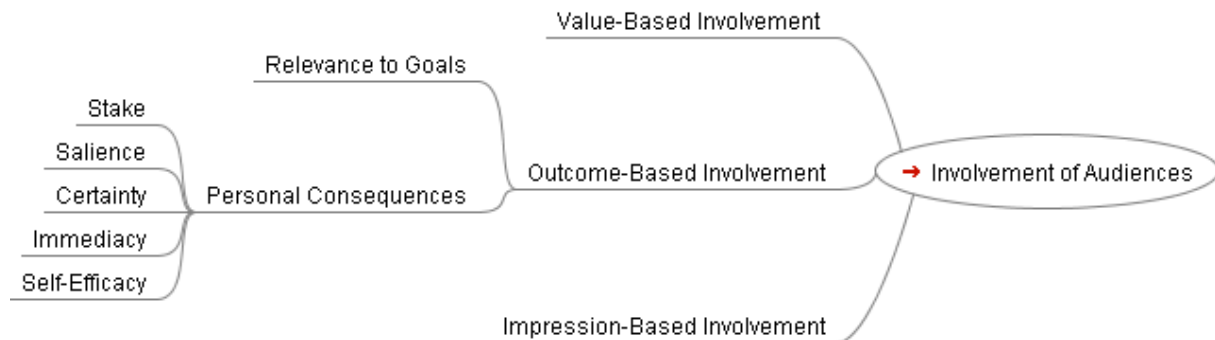 Value-Based Involvement
Relevance to Goals
Stake
Salience
Outcome-Based Involvement
Involvement of Audiences
Certainty
Personal Consequences
Immediacy
Self-Efficacy
Impression-Based Involvement